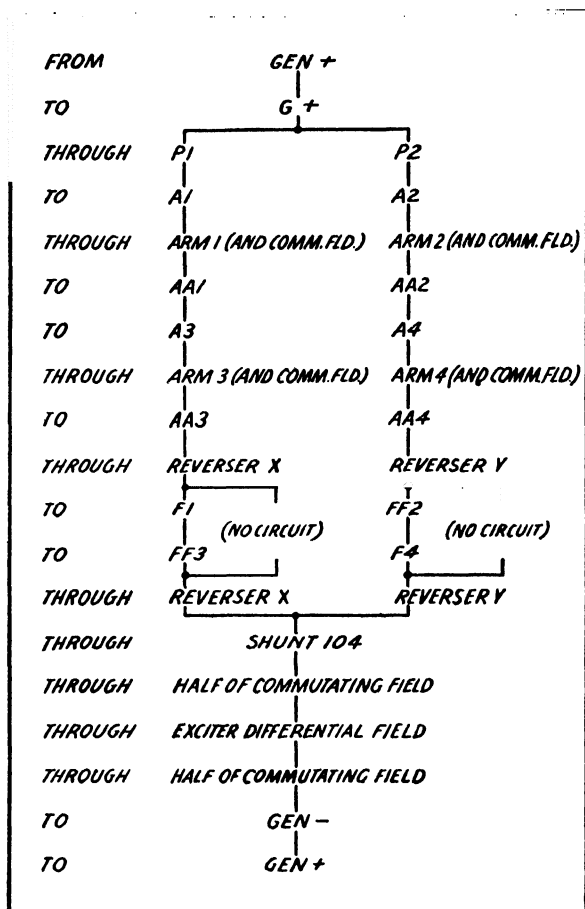 FROM GEN +
TO G +
THROUGH P1 P2
TO A1 A2
THROUGH ARM 1 (AND COMM. FLD.) ARM 2 (AND COMM. FLD.)
TO AA1 AA2
TO A3 A4
THROUGH ARM 3 (AND COMM. FLD.) ARM 4 (AND COMM. FLD.)
TO AA3 AA4
THROUGH REVERSER X REVERSER Y
TO F1 FF2
(NO CIRCUIT) (NO CIRCUIT)
TO FF3 F4
THROUGH REVERSER X REVERSER Y
THROUGH SHUNT 104
THROUGH HALF OF COMMUTATING FIELD
THROUGH EXCITER DIFFERENTIAL FIELD
THROUGH HALF OF COMMUTATING FIELD
TO GEN -
TO GEN +